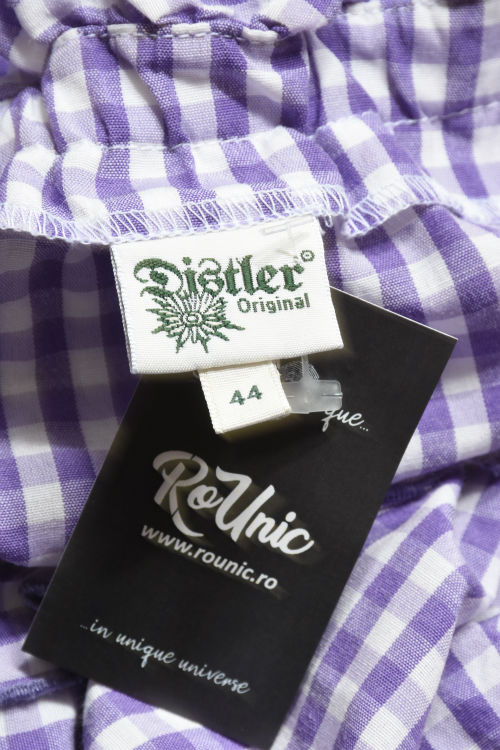 Distler®
Original
44
que...
RoUnic
www.rounic.ro
...in unique universe